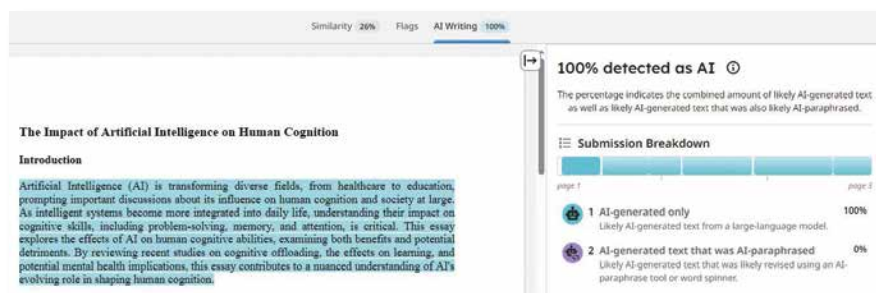 Similarity 26% Flags AI Writing 100%
The Impact of Artificial Intelligence on Human Cognition
Introduction
Artificial Intelligence (AI) is transforming diverse fields, from healthcare to education,
prompting important discussions about its influence on human cognition and society at large.
As intelligent systems become more integrated into daily life, understanding their impact on
cognitive skills, including problem-solving, memory, and attention, is critical. This essay
explores the effects of AI on human cognitive abilities, examining both benefits and potential
detriments. By reviewing recent studies on cognitive offloading, the effects on learning, and
potential mental health implications, this essay contributes to a nuanced understanding of AI's
evolving role in shaping human cognition.
100% detected as AI
The percentage indicates the combined amount of likely AI-generated text
as well as likely AI-generated text that was also likely AI-paraphrased.
Submission Breakdown
page 1 page 3
1 AI-generated only 100%
Likely AI-generated text from a large-language model.
2 AI-generated text that was AI-paraphrased 0%
Likely AI-generated text that was likely revised using an AI-
paraphrase tool or word spinner.